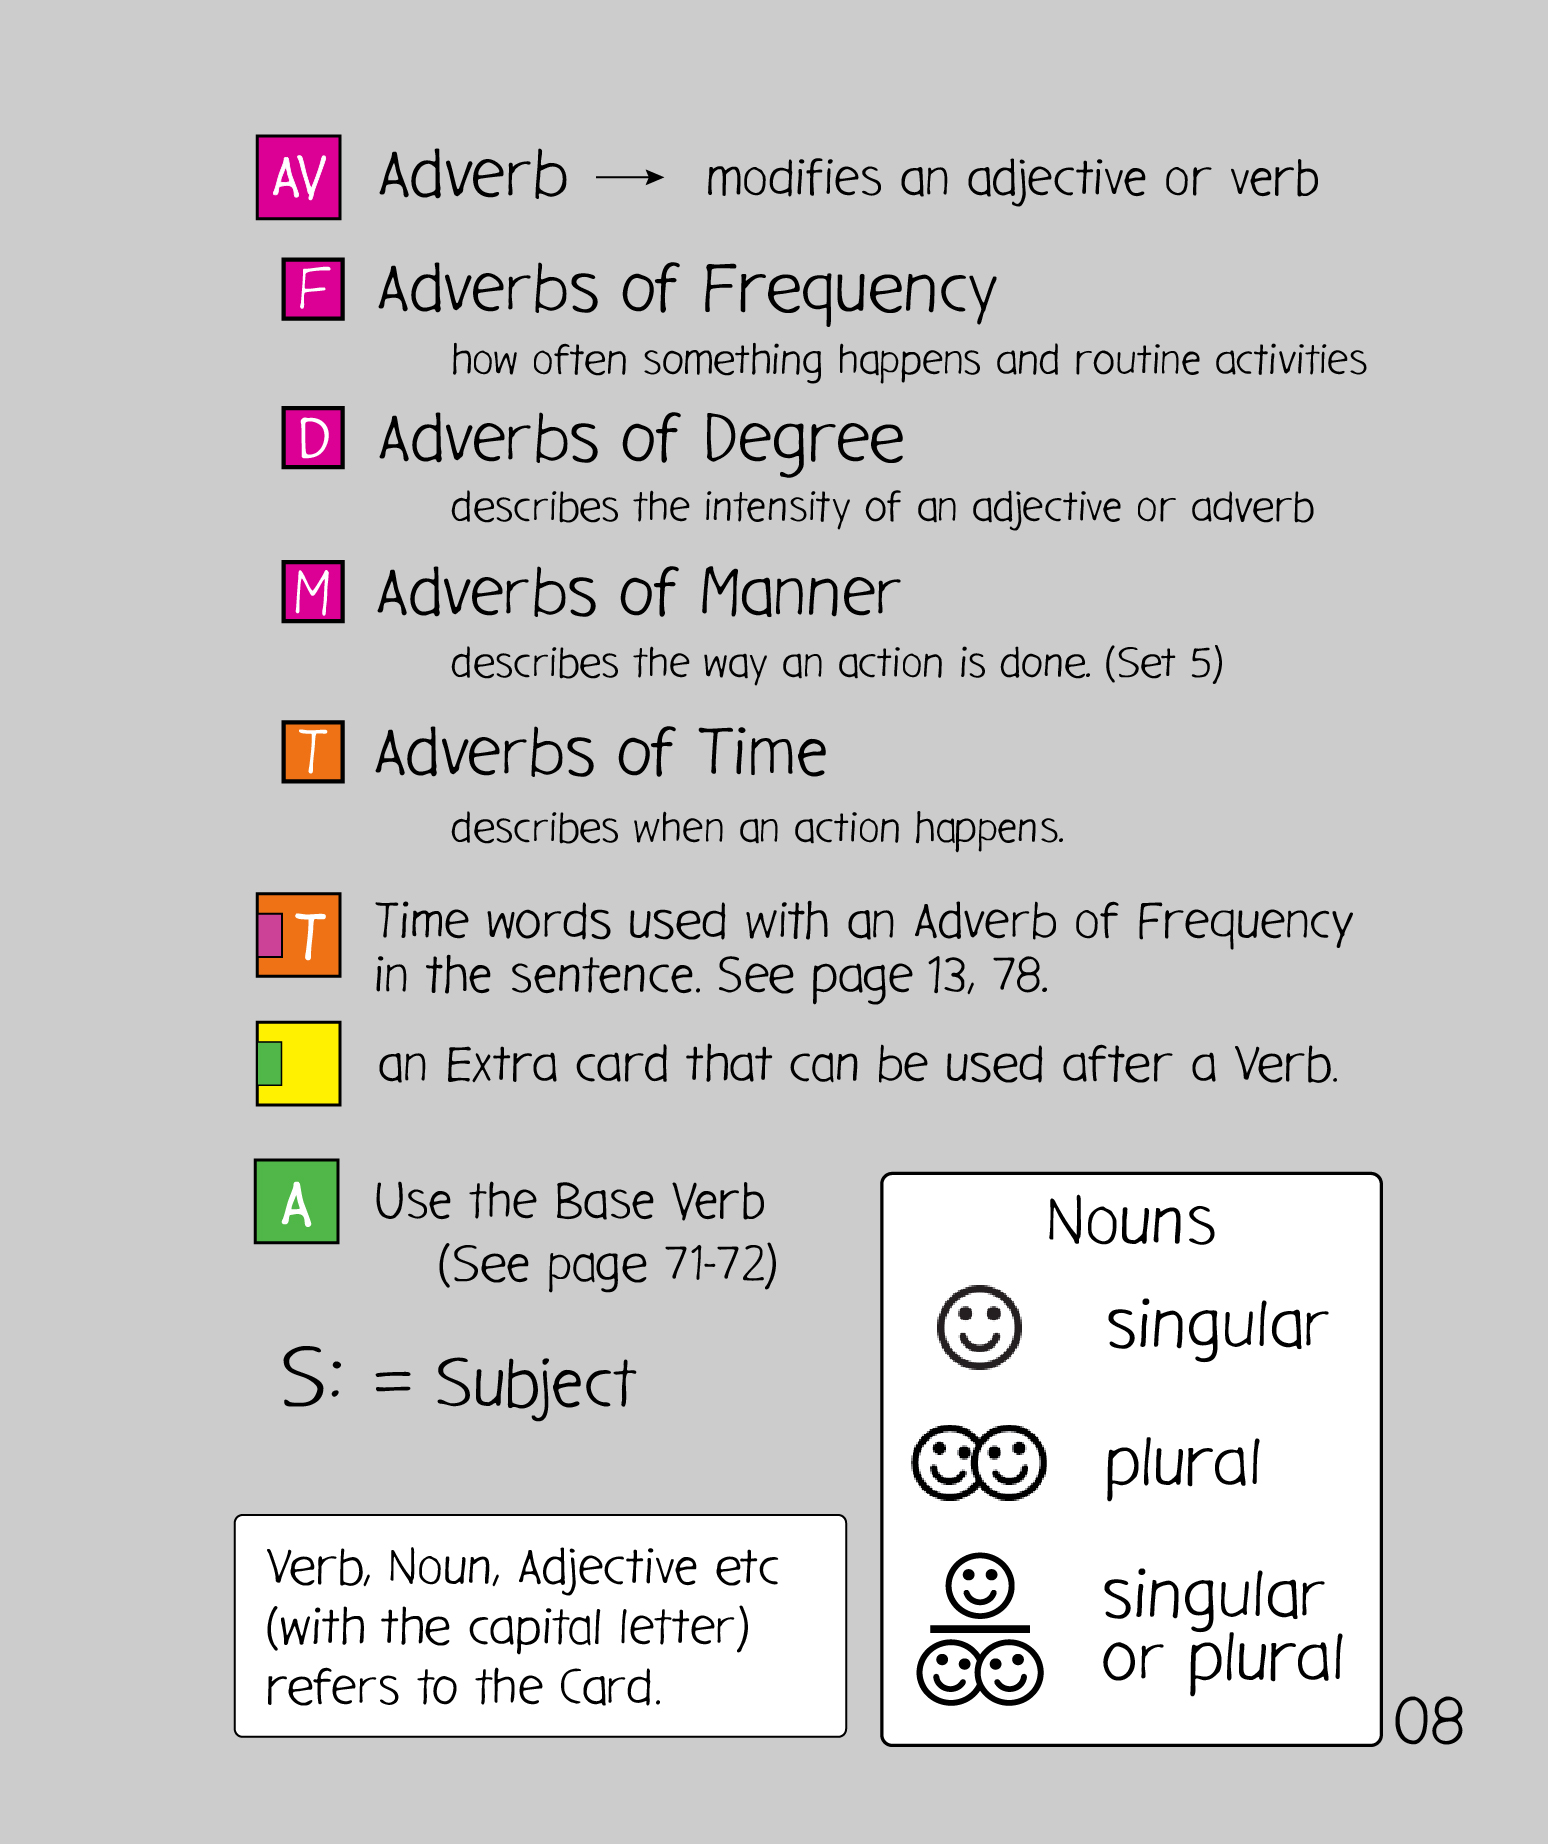 AV Adverb → modifies an adjective or verb
F Adverbs of Frequency
how often something happens and routine activities
D Adverbs of Degree
describes the intensity of an adjective or adverb
M Adverbs of Manner
describes the way an action is done. (Set 5)
T Adverbs of Time
describes when an action happens.
T Time words used with an Adverb of Frequency
in the sentence. See page 13, 78.
an Extra card that can be used after a Verb.
A Use the Base Verb
(See page 71-72)
S: = Subject
Verb, Noun, Adjective etc
(with the capital letter)
refers to the Card.
Nouns
singular
plural
singular
or plural
08